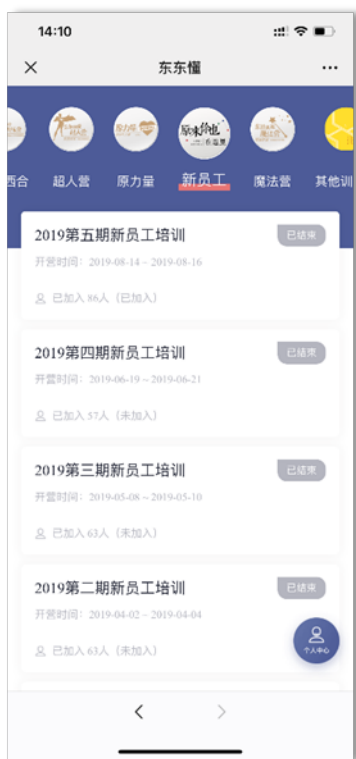 14:10
东东懂
西合 超人营 原力量 新员工 魔法营 其他训
2019第五期新员工培训 已结束
开营时间：2019-08-14 ~ 2019-08-16
已加入 86人（已加入）
2019第四期新员工培训 已结束
开营时间：2019-06-19 ~ 2019-06-21
已加入 57人（未加入）
2019第三期新员工培训 已结束
开营时间：2019-05-08 ~ 2019-05-10
已加入 63人（未加入）
2019第二期新员工培训 已结束
开营时间：2019-04-02 ~ 2019-04-04
已加入 63人（未加入）
个人中心